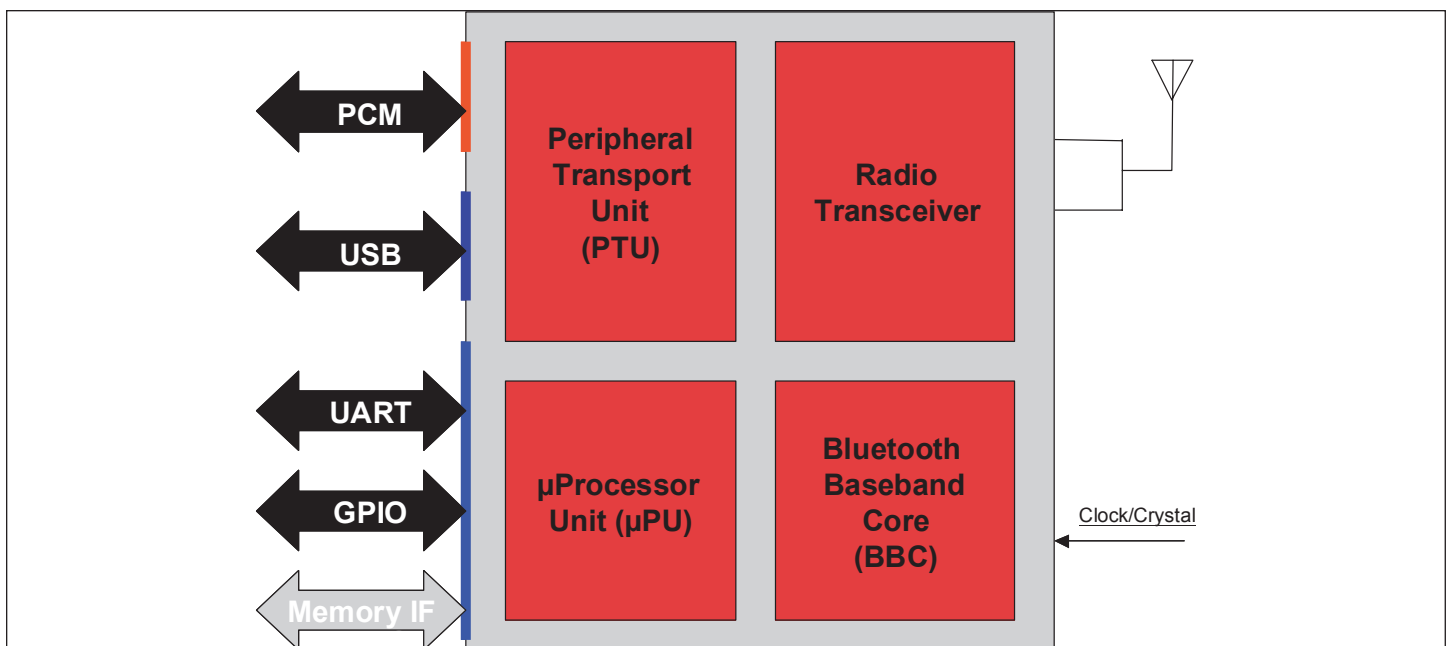 PCM
USB
UART
GPIO
Memory IF
Peripheral
Transport
Unit
(PTU)
Radio
Transceiver
µProcessor
Unit (µPU)
Bluetooth
Baseband
Core
(BBC)
Clock/Crystal